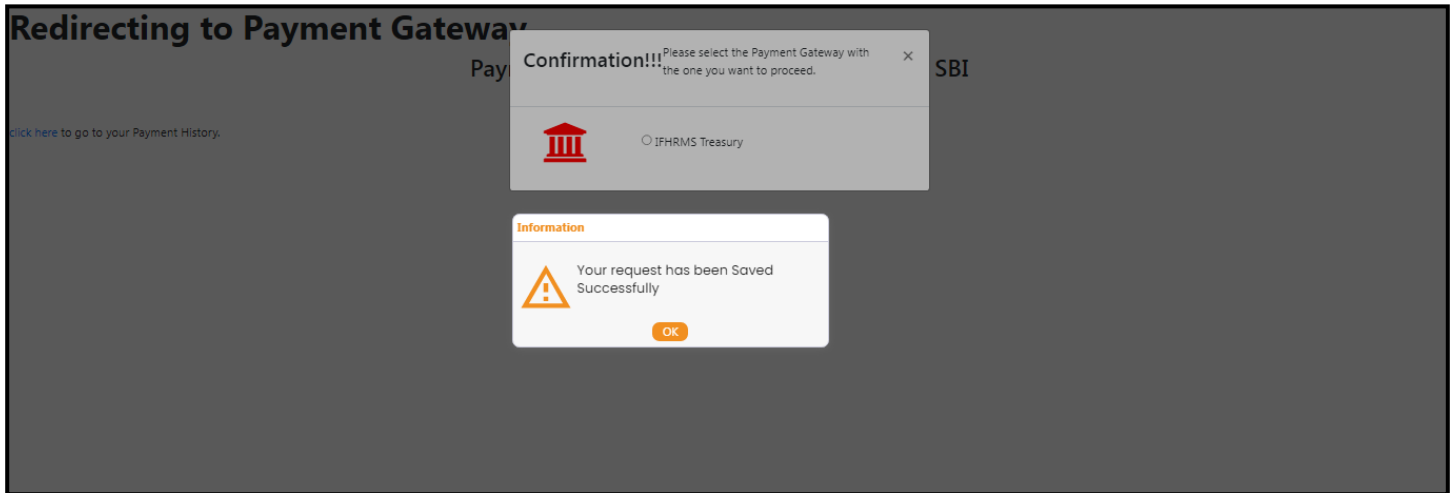 Redirecting to Payment Gateway
Confirmation!!!
Please select the Payment Gateway with
the one you want to proceed.
×
Pay
SBI
click here to go to your Payment History.
IFHRMS Treasury
Information
Your request has been Saved
Successfully
OK